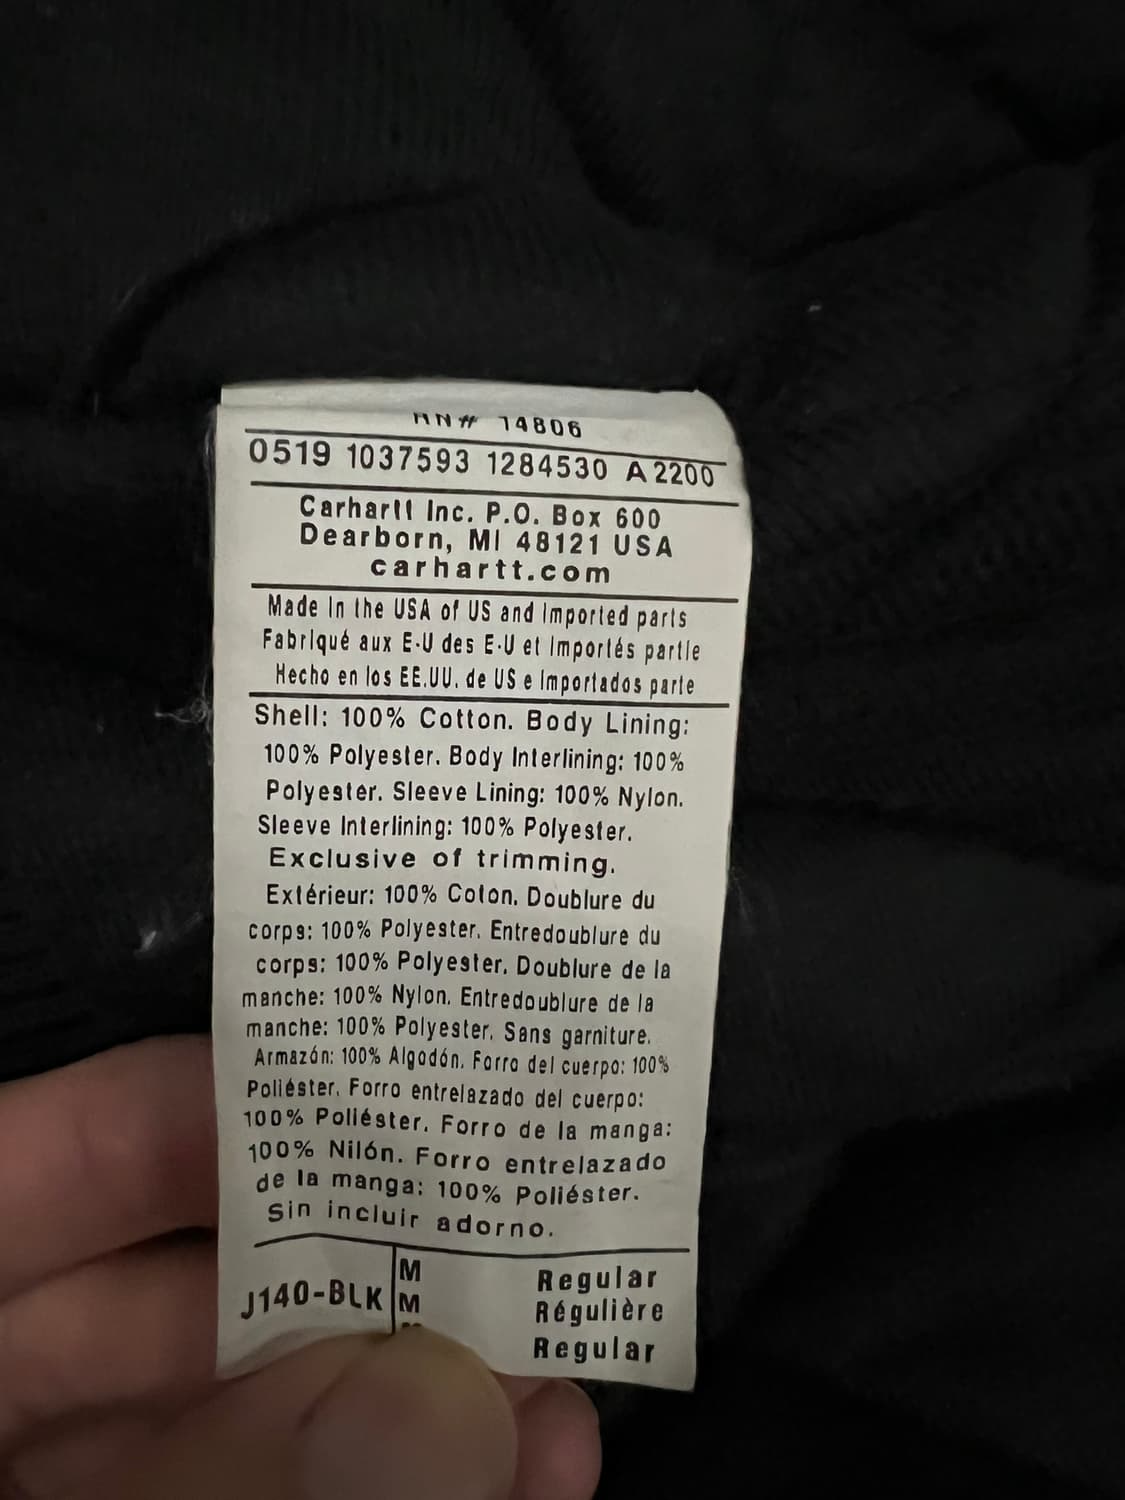 RN# 14806
0519 1037593 1284530 A 2200
Carhartt Inc. P.O. Box 600
Dearborn, MI 48121 USA
carhartt.com
Made in the USA of US and Imported parts
Fabriqué aux E-U des E-U et Importés partie
Hecho en los EE.UU. de US e Importados parte
Shell: 100% Cotton. Body Lining:
100% Polyester. Body Interlining: 100%
Polyester. Sleeve Lining: 100% Nylon.
Sleeve Interlining: 100% Polyester.
Exclusive of trimming.
Extérieur: 100% Coton. Doublure du
corps: 100% Polyester. Entredoublure du
corps: 100% Polyester. Doublure de la
manche: 100% Nylon. Entredoublure de la
manche: 100% Polyester. Sans garniture.
Armazón: 100% Algodón. Forro del cuerpo: 100%
Poliéster. Forro entrelazado del cuerpo:
100% Poliéster. Forro de la manga:
100% Nilón. Forro entrelazado
de la manga: 100% Poliéster.
Sin incluir adorno.
J140-BLK
M
M
Regular
Régulière
Regular